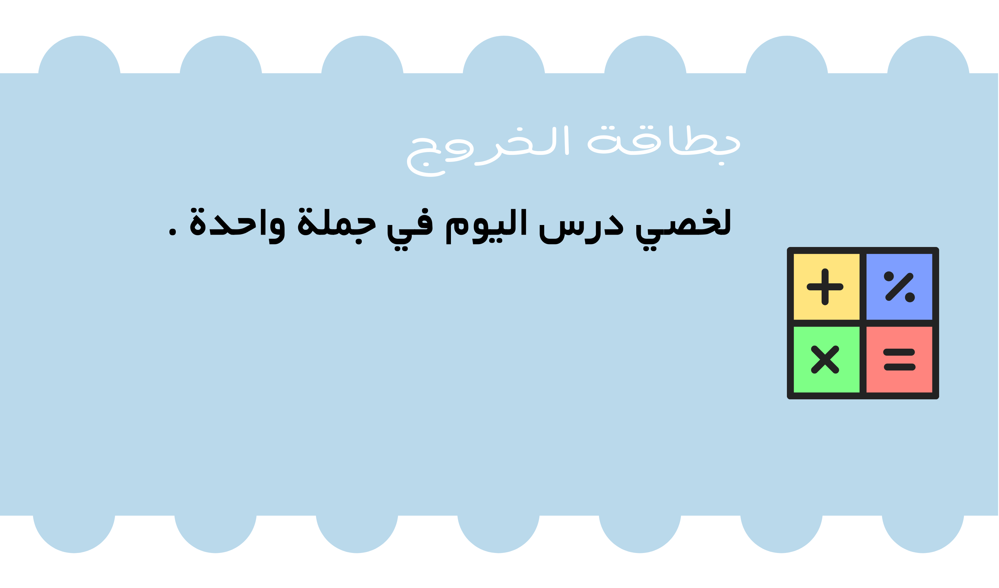 بطاقة الخروج
لخصي درس اليوم في جملة واحدة .
+ %
× =